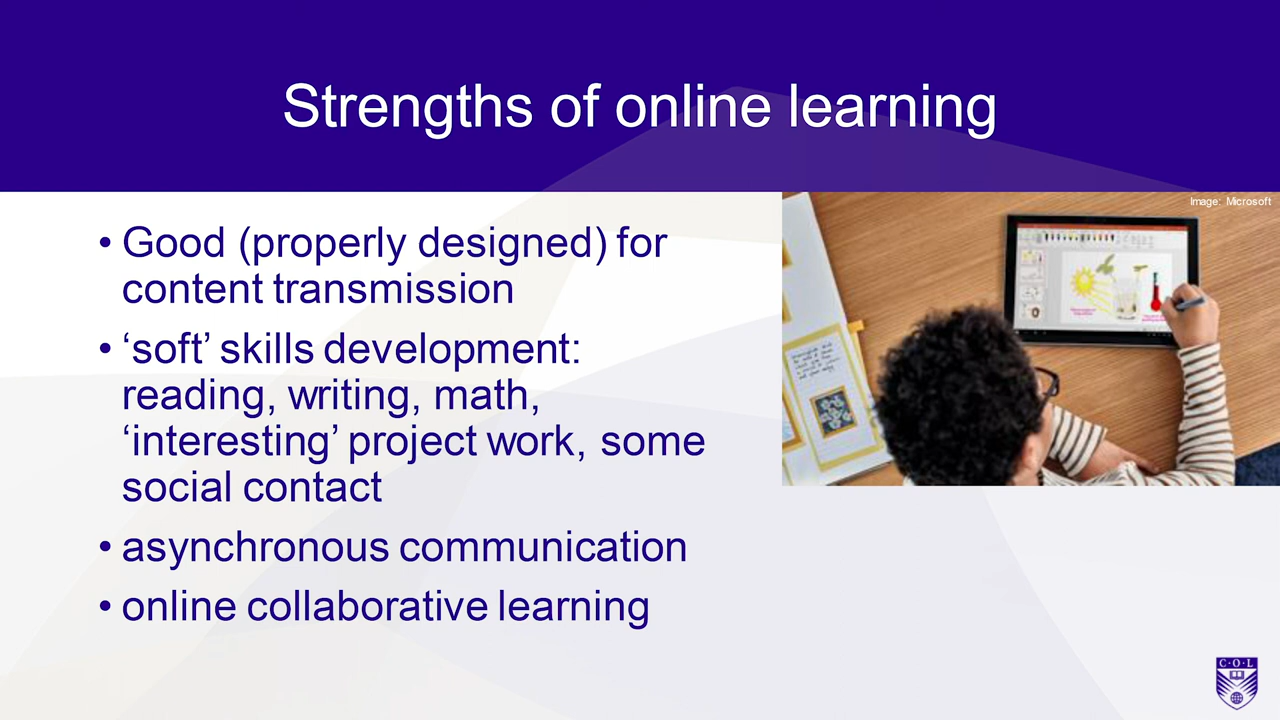 Strengths of online learning
Image: Microsoft
• Good (properly designed) for
content transmission
• ‘soft’ skills development:
reading, writing, math,
‘interesting’ project work, some
social contact
• asynchronous communication
• online collaborative learning
C·O·L